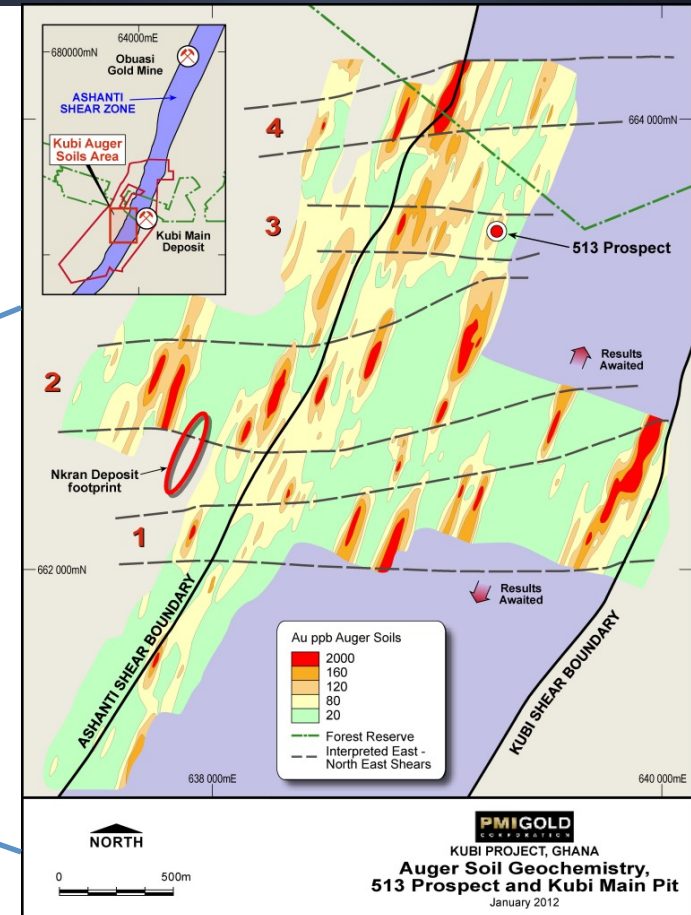 64000mE
680000mN
Obuasi
Gold Mine
ASHANTI
SHEAR ZONE
Kubi Auger
Soils Area
Kubi Main
Deposit
4
664 000mN
3
513 Prospect
Results
Awaited
2
Nkran Deposit
footprint
1
662 000mN
Results
Awaited
ASHANTI SHEAR BOUNDARY
KUBI SHEAR BOUNDARY
Au ppb Auger Soils
2000
160
120
80
20
Forest Reserve
Interpreted East -
North East Shears
638 000mE
640 000mE
NORTH
0 500m
PMIGOLD
CORPORATION
KUBI PROJECT, GHANA
Auger Soil Geochemistry,
513 Prospect and Kubi Main Pit
January 2012